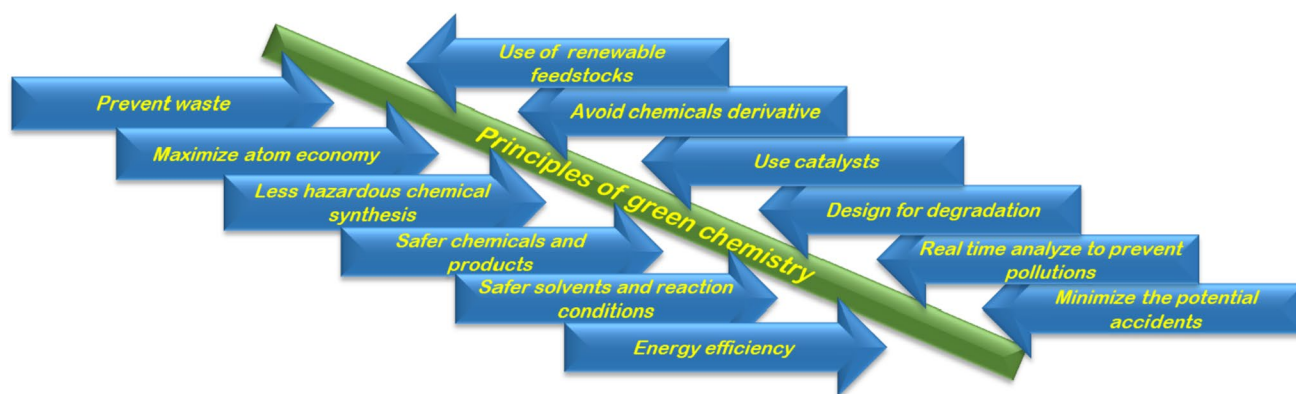 Prevent waste
Maximize atom economy
Less hazardous chemical
synthesis
Safer chemicals and
products
Safer solvents and reaction
conditions
Energy efficiency
Principles of green chemistry
Use of renewable
feedstocks
Avoid chemicals derivative
Use catalysts
Design for degradation
Real time analyze to prevent
pollutions
Minimize the potential
accidents